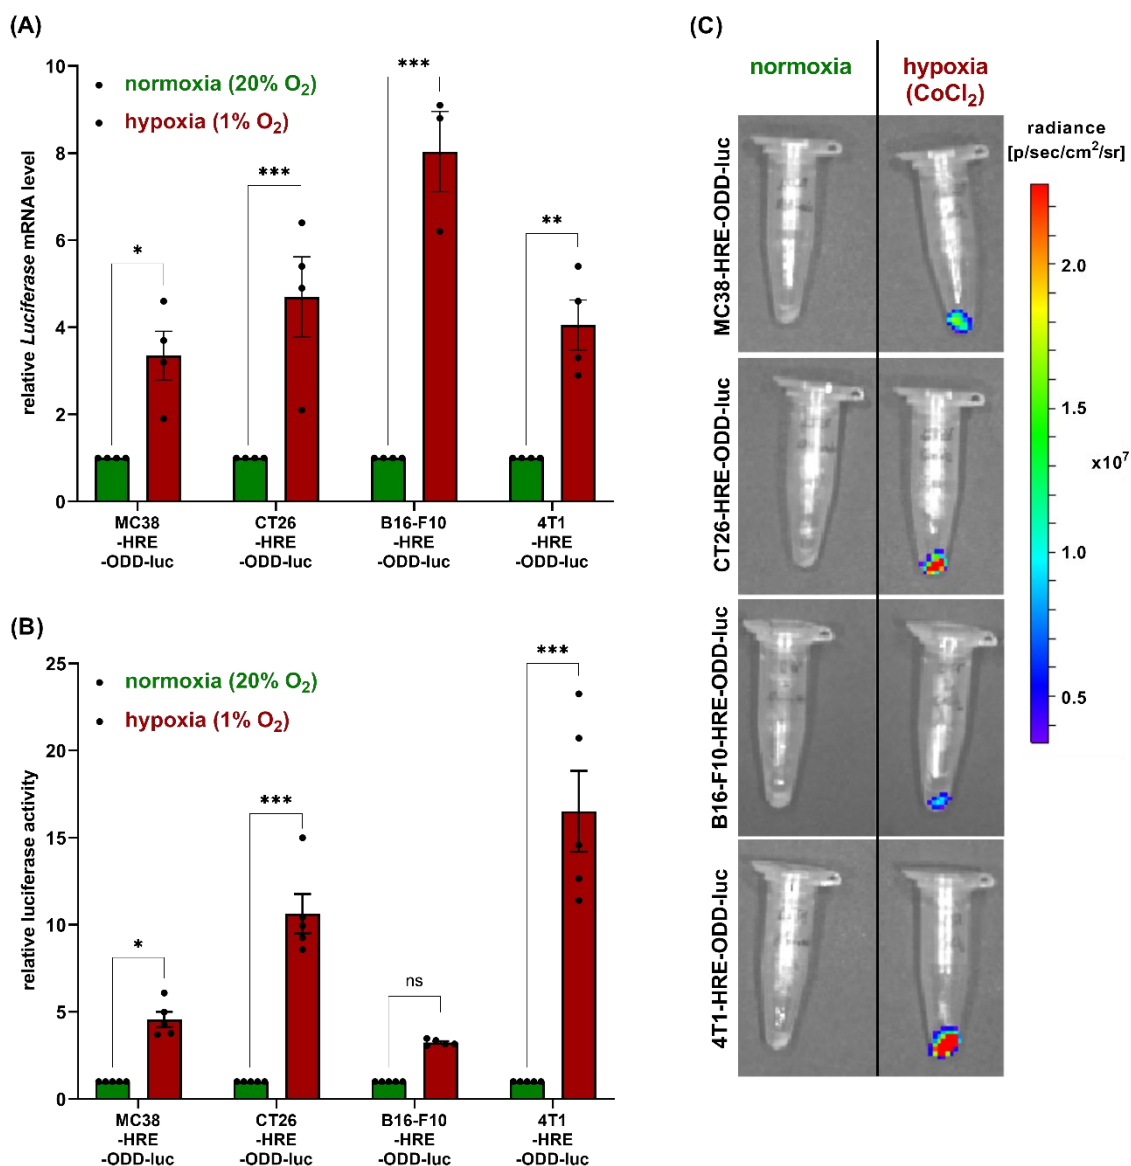 (A)
10
8
6
4
2
0
relative Luciferase mRNA level
normoxia (20% O2)
hypoxia (1% O2)
*
***
***
**
MC38
-HRE
-ODD-luc
CT26
-HRE
-ODD-luc
B16-F10
-HRE
-ODD-luc
4T1
-HRE
-ODD-luc
(B)
25
20
15
10
5
0
relative luciferase activity
normoxia (20% O2)
hypoxia (1% O2)
*
***
ns
***
MC38
-HRE
-ODD-luc
CT26
-HRE
-ODD-luc
B16-F10
-HRE
-ODD-luc
4T1
-HRE
-ODD-luc
(C)
normoxia
hypoxia
(CoCl2)
MC38-HRE-ODD-luc
CT26-HRE-ODD-luc
B16-F10-HRE-ODD-luc
4T1-HRE-ODD-luc
radiance
[p/sec/cm2/sr]
2.0
1.5
x10^7
1.0
0.5